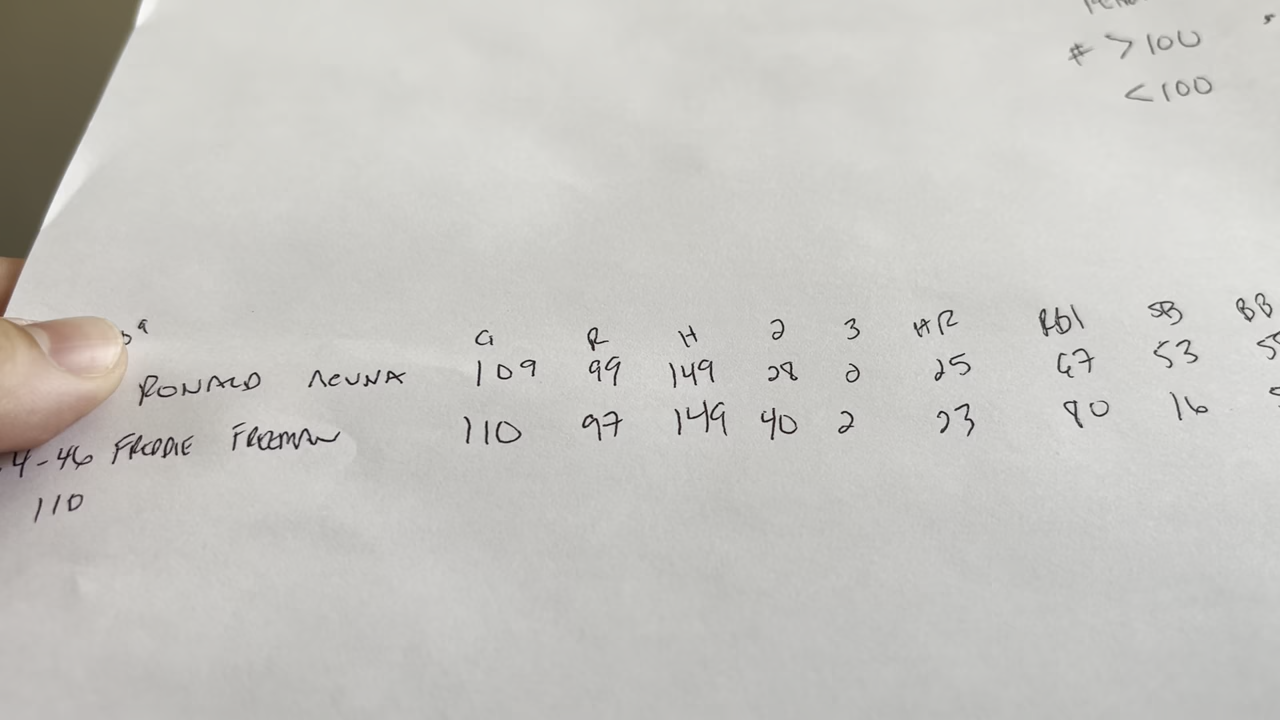 # > 100
< 100
G R H 2 3 HR RbI SB BB
RONALD ACUNA 109 99 149 28 2 25 67 53
4-46 FREDDIE FREEMAN 110 97 149 40 2 23 80 16
110